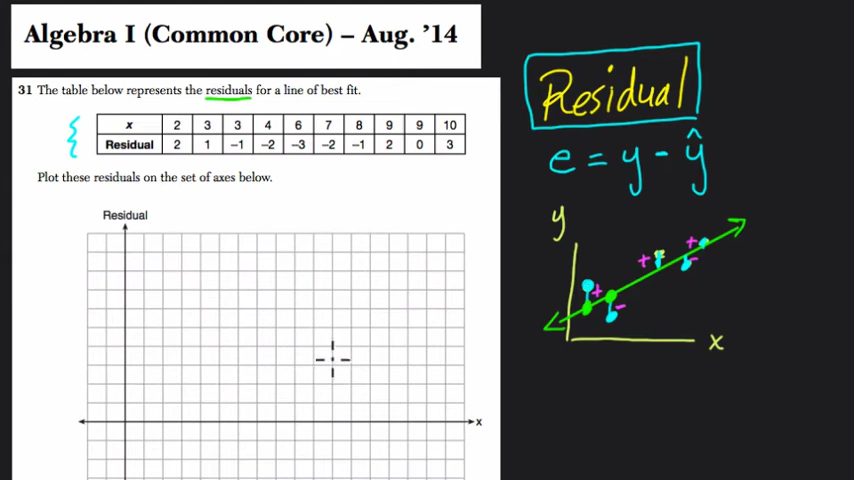 Algebra I (Common Core) – Aug. ’14
31 The table below represents the residuals for a line of best fit.
x 2 3 3 4 6 7 8 9 9 10
Residual 2 1 –1 –2 –3 –2 –1 2 0 3
Plot these residuals on the set of axes below.
Residual
x
Residual
e = y - ŷ
y
+ + + - -
x